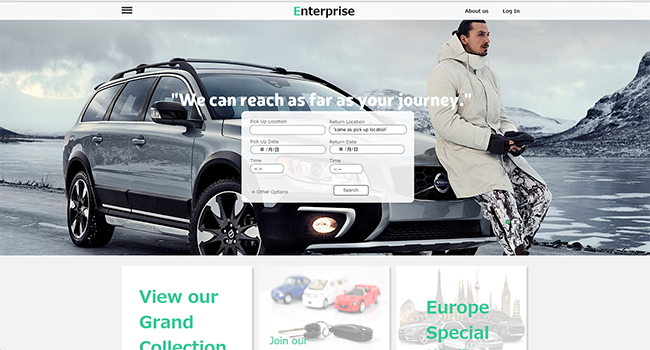 Enterprise
About us
Log In
"We can reach as far as your journey."
Pick Up Location
Return Location
'same as pick up location'
Pick Up Date
Return Date
年 /月/日
年 /月/日
Time
Time
--:--
--:--
Other Options
Search
View our
Grand
Collection
Join our
Europe
Special